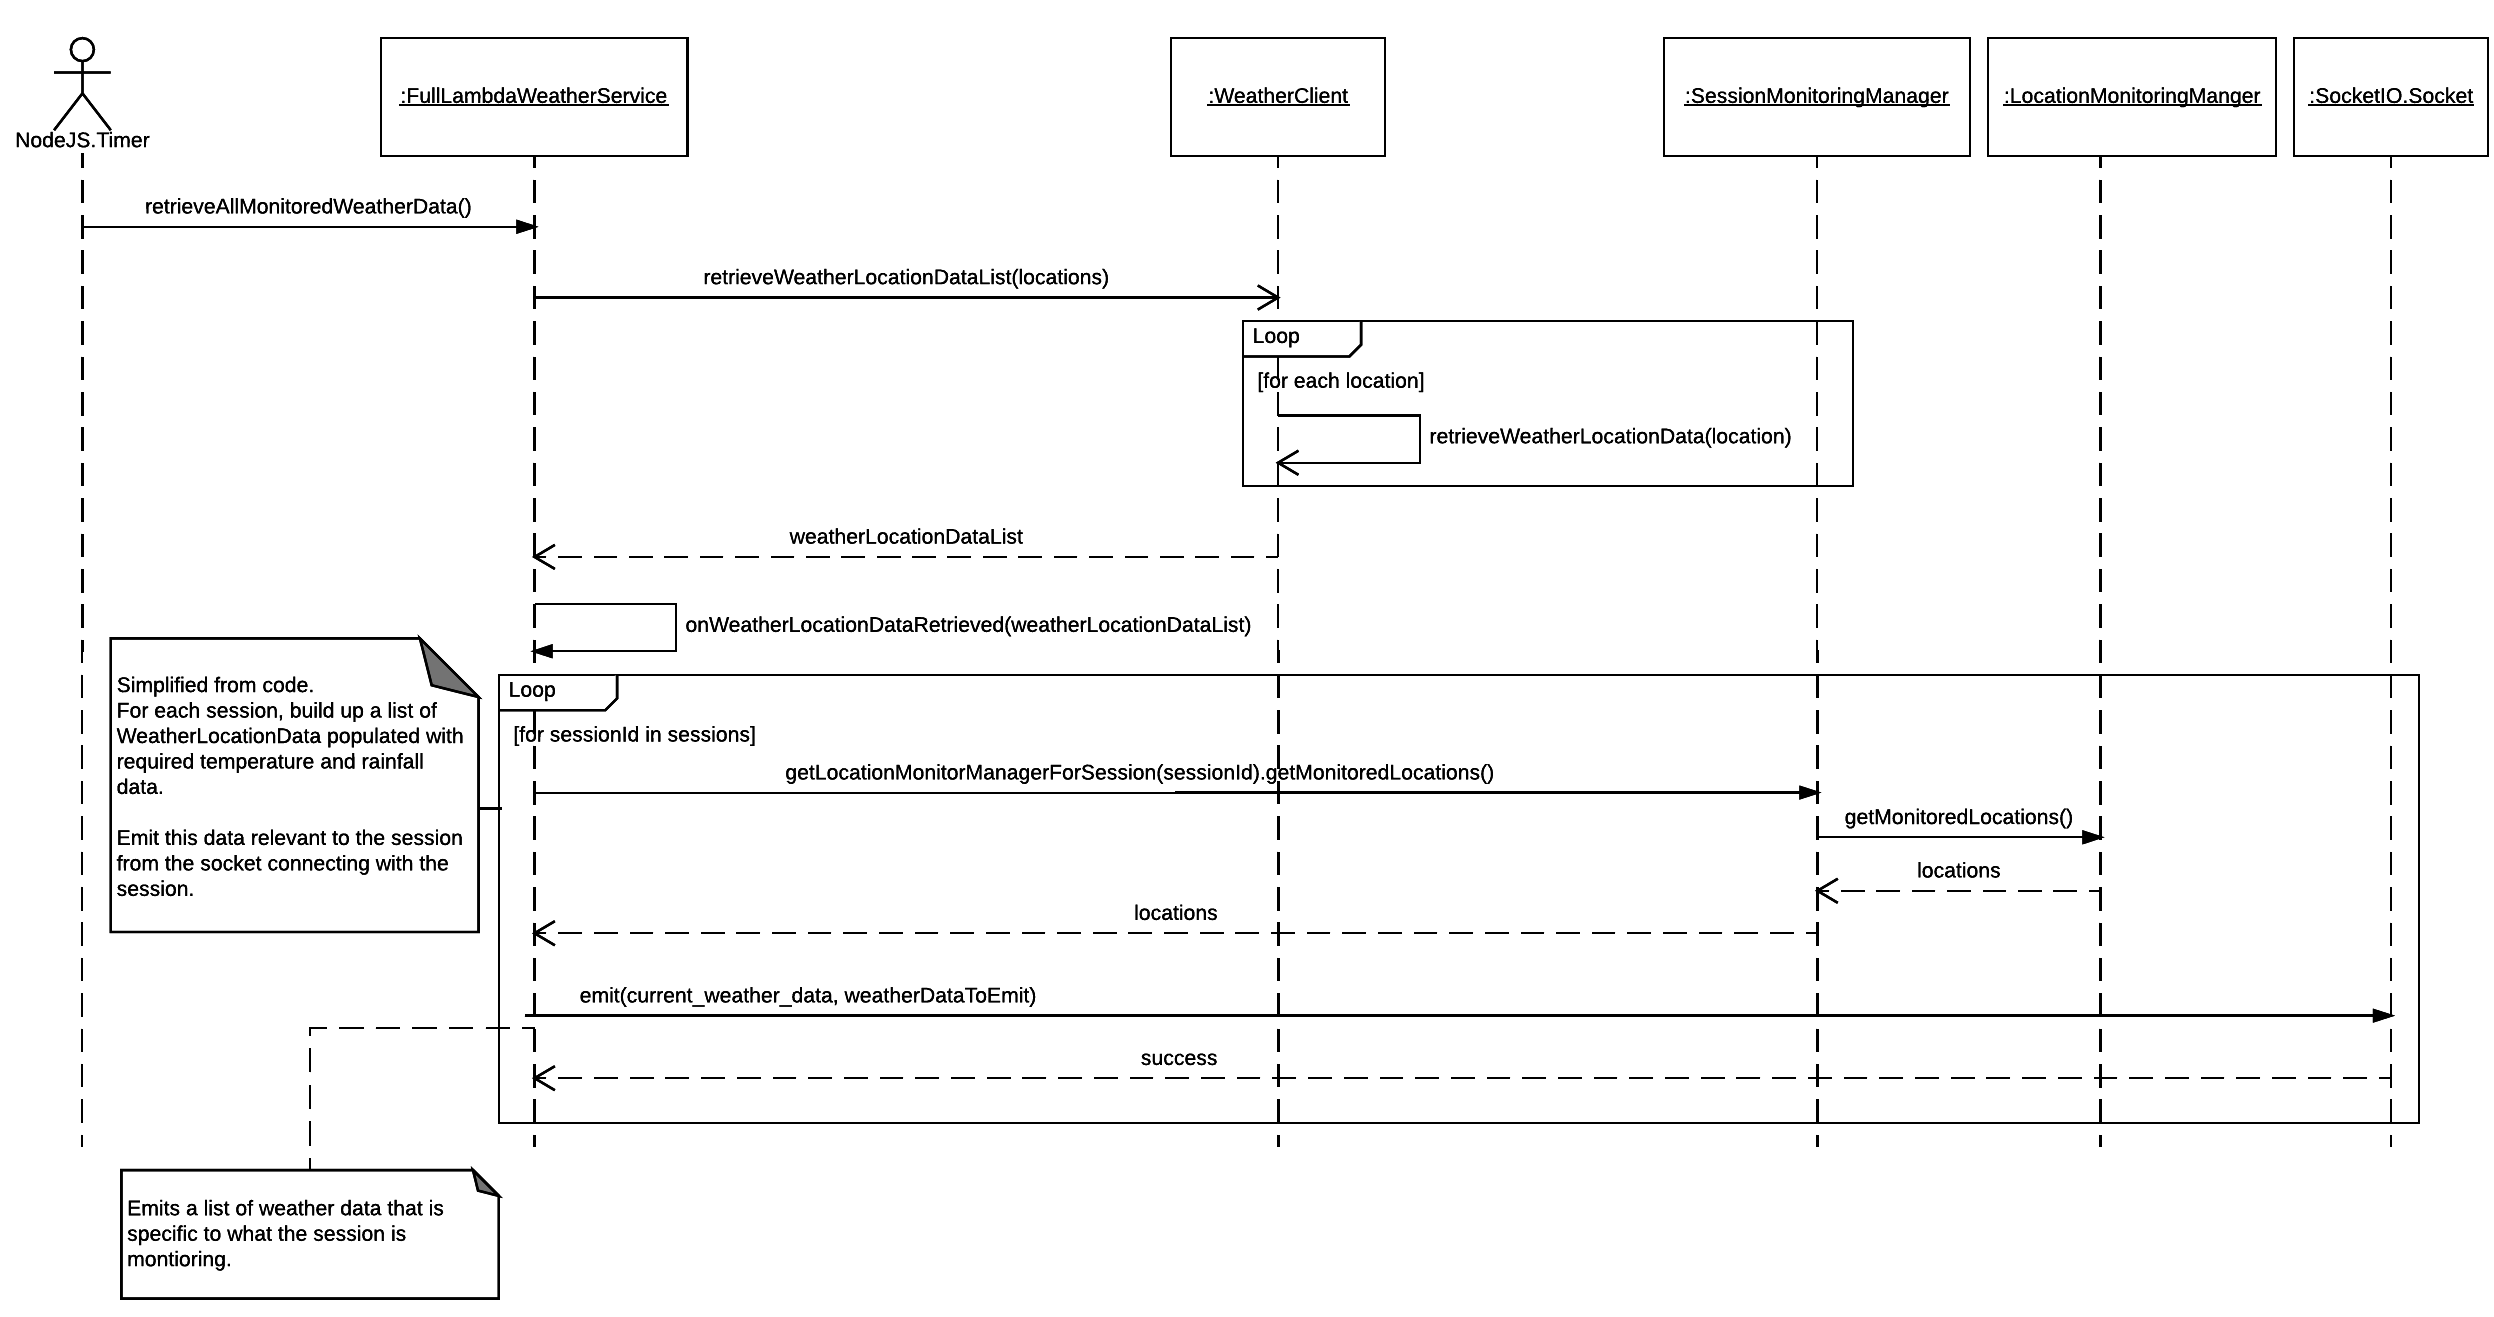 NodeJS.Timer
:FullLambdaWeatherService
:WeatherClient
:SessionMonitoringManager
:LocationMonitoringManger
:SocketIO.Socket
retrieveAllMonitoredWeatherData()
retrieveWeatherLocationDataList(locations)
Loop
[for each location]
retrieveWeatherLocationData(location)
weatherLocationDataList
onWeatherLocationDataRetrieved(weatherLocationDataList)
Simplified from code.
For each session, build up a list of
WeatherLocationData populated with
required temperature and rainfall
data.
Emit this data relevant to the session
from the socket connecting with the
session.
Loop
[for sessionId in sessions]
getLocationMonitorManagerForSession(sessionId).getMonitoredLocations()
getMonitoredLocations()
locations
locations
emit(current_weather_data, weatherDataToEmit)
success
Emits a list of weather data that is
specific to what the session is
montioring.